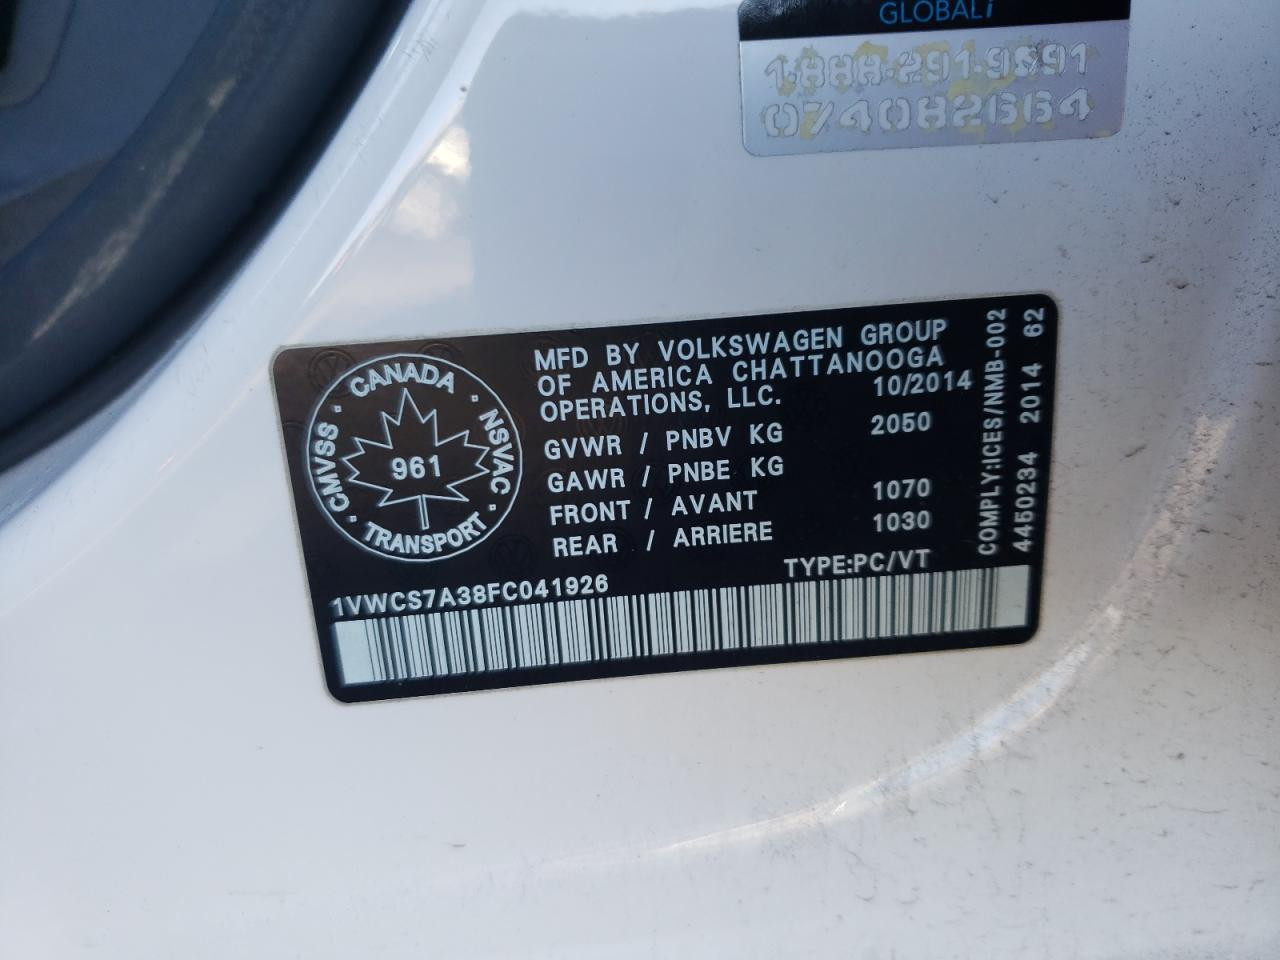 GLOBALi
1-888-291-9891
074082664
MFD BY VOLKSWAGEN GROUP
OF AMERICA CHATTANOOGA
OPERATIONS, LLC. 10/2014
GVWR / PNBV KG 2050
GAWR / PNBE KG
FRONT / AVANT 1070
REAR / ARRIERE 1030
TYPE:PC/VT
CANADA
CMVSS · NSVAC
961
TRANSPORT
1VWCS7A38FC041926
COMPLY:ICES/NMB-002
4450234 2014 62